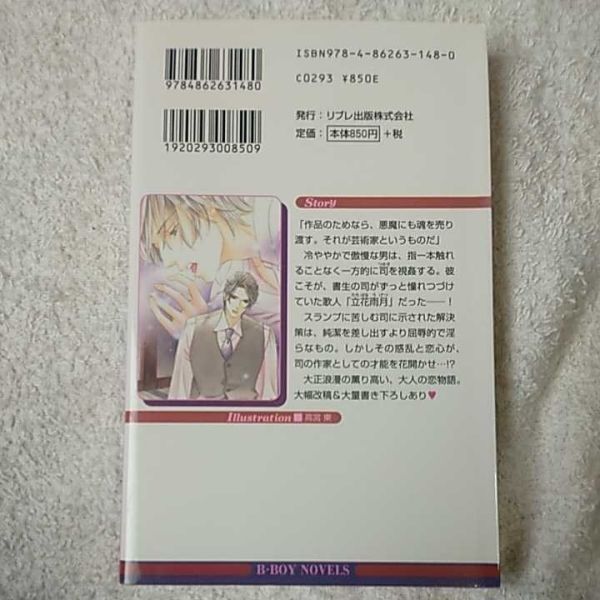 ISBN978-4-86263-148-0
C0293 ¥850E
9784862631480
発行：リブレ出版株式会社
定価：本体850円+税
1920293008509
Story
「作品のためなら、悪魔にも魂を売り
渡す。それが芸術家というものだ」
冷ややかで傲慢な男は、指一本触れ
ることなく一方的に司を視姦する。彼
こそが、書生の司がずっと憧れつづけ
ていた歌人「立花雨月」だった――！
スランプに苦しむ司に示された解決
策は、純潔を差し出すより屈辱的で淫
らなもの。しかしその惑乱と恋心が、
司の作家としての才能を花開かせ…!?
大正浪漫の薫り高い、大人の恋物語。
大幅改稿＆大量書き下ろしあり♥
Illustration 高宮 東
B-BOY NOVELS